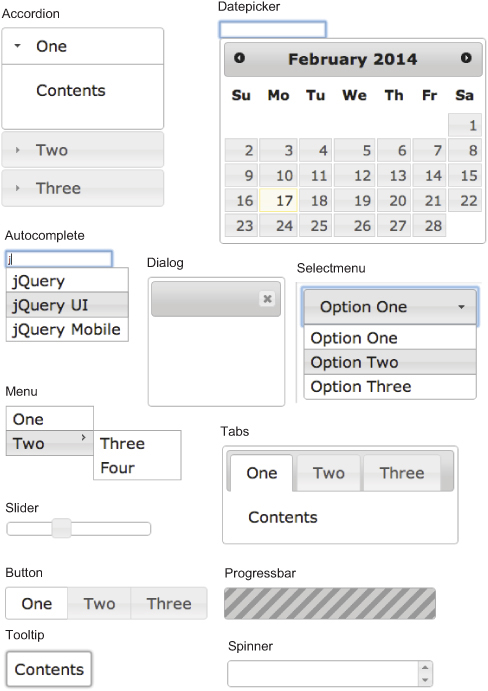 Accordion
One
Contents
Two
Three
Datepicker
February 2014
Su Mo Tu We Th Fr Sa
1
2 3 4 5 6 7 8
9 10 11 12 13 14 15
16 17 18 19 20 21 22
23 24 25 26 27 28
Autocomplete
j
jQuery
jQuery UI
jQuery Mobile
Dialog
Selectmenu
Option One
Option One
Option Two
Option Three
Menu
One
Two
Three
Four
Tabs
One Two Three
Contents
Slider
Button
One Two Three
Progressbar
Tooltip
Contents
Spinner